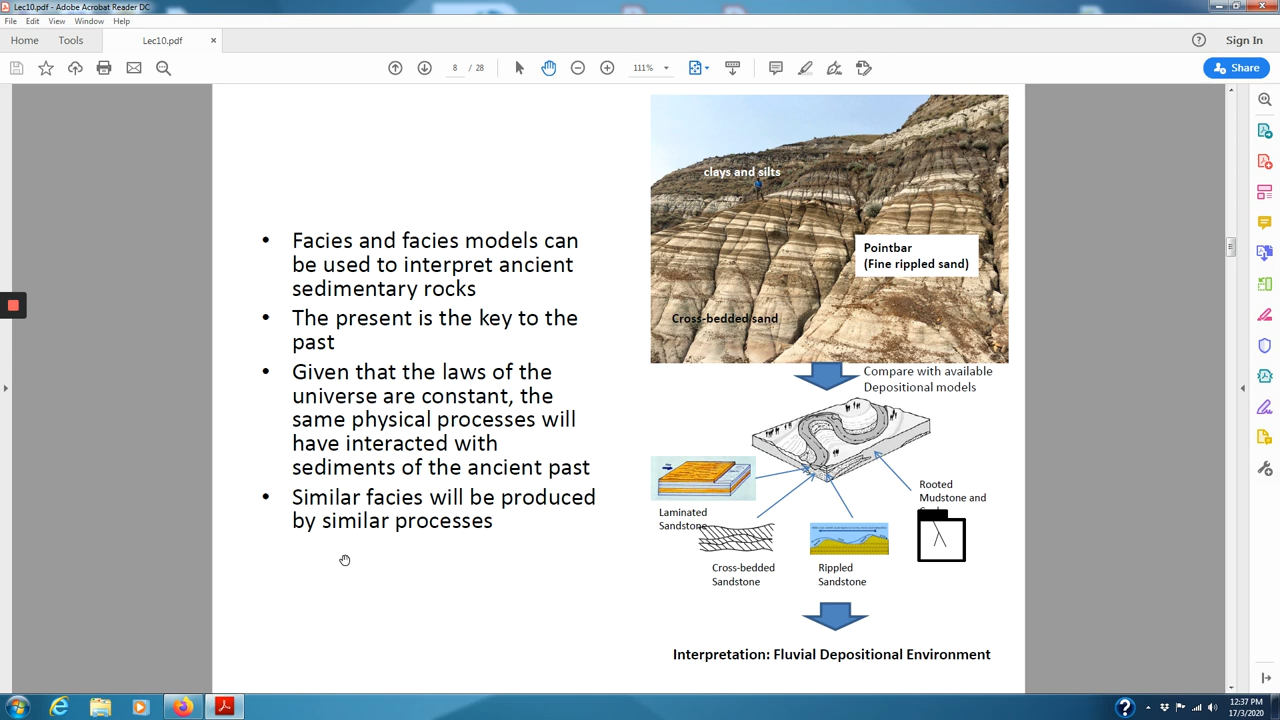 Lec10.pdf - Adobe Acrobat Reader DC
File Edit View Window Help
Home Tools Lec10.pdf × Sign In
8 / 28 111% Share
• Facies and facies models can
be used to interpret ancient
sedimentary rocks
• The present is the key to the
past
• Given that the laws of the
universe are constant, the
same physical processes will
have interacted with
sediments of the ancient past
• Similar facies will be produced
by similar processes
clays and silts
Pointbar
(Fine rippled sand)
Cross-bedded sand
Compare with available
Depositional models
Laminated
Sandstone
Cross-bedded
Sandstone
Rippled
Sandstone
Rooted
Mudstone and
Interpretation: Fluvial Depositional Environment
12:37 PM
17/3/2020